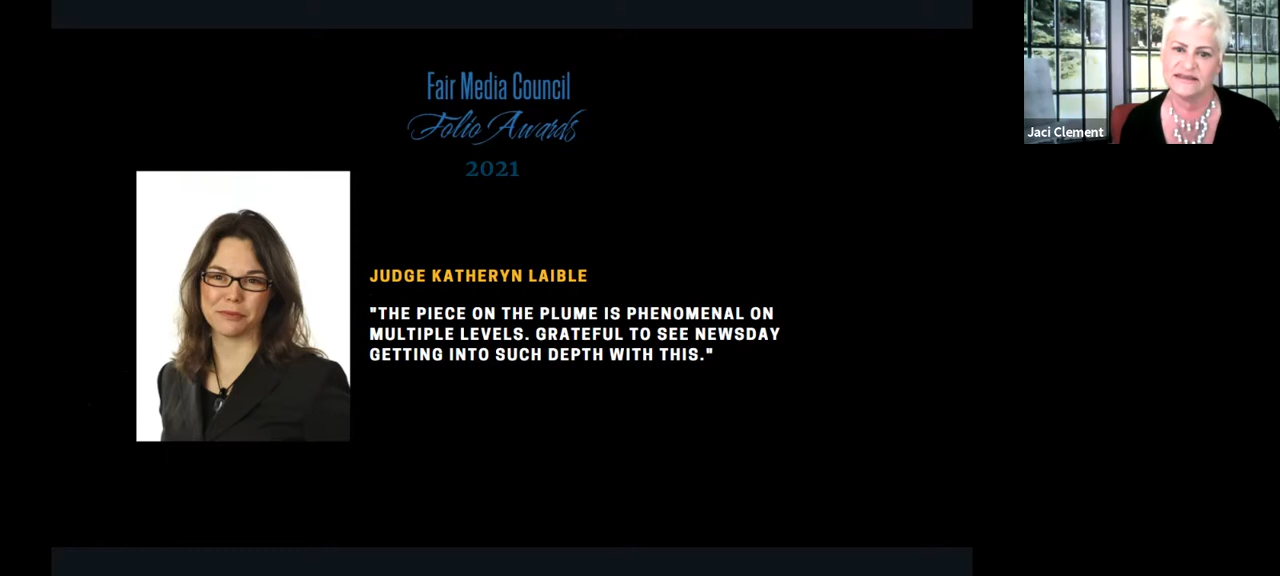 Fair Media Council
Folio Awards
2021
JUDGE KATHERYN LAIBLE
"THE PIECE ON THE PLUME IS PHENOMENAL ON
MULTIPLE LEVELS. GRATEFUL TO SEE NEWSDAY
GETTING INTO SUCH DEPTH WITH THIS."
Jaci Clement